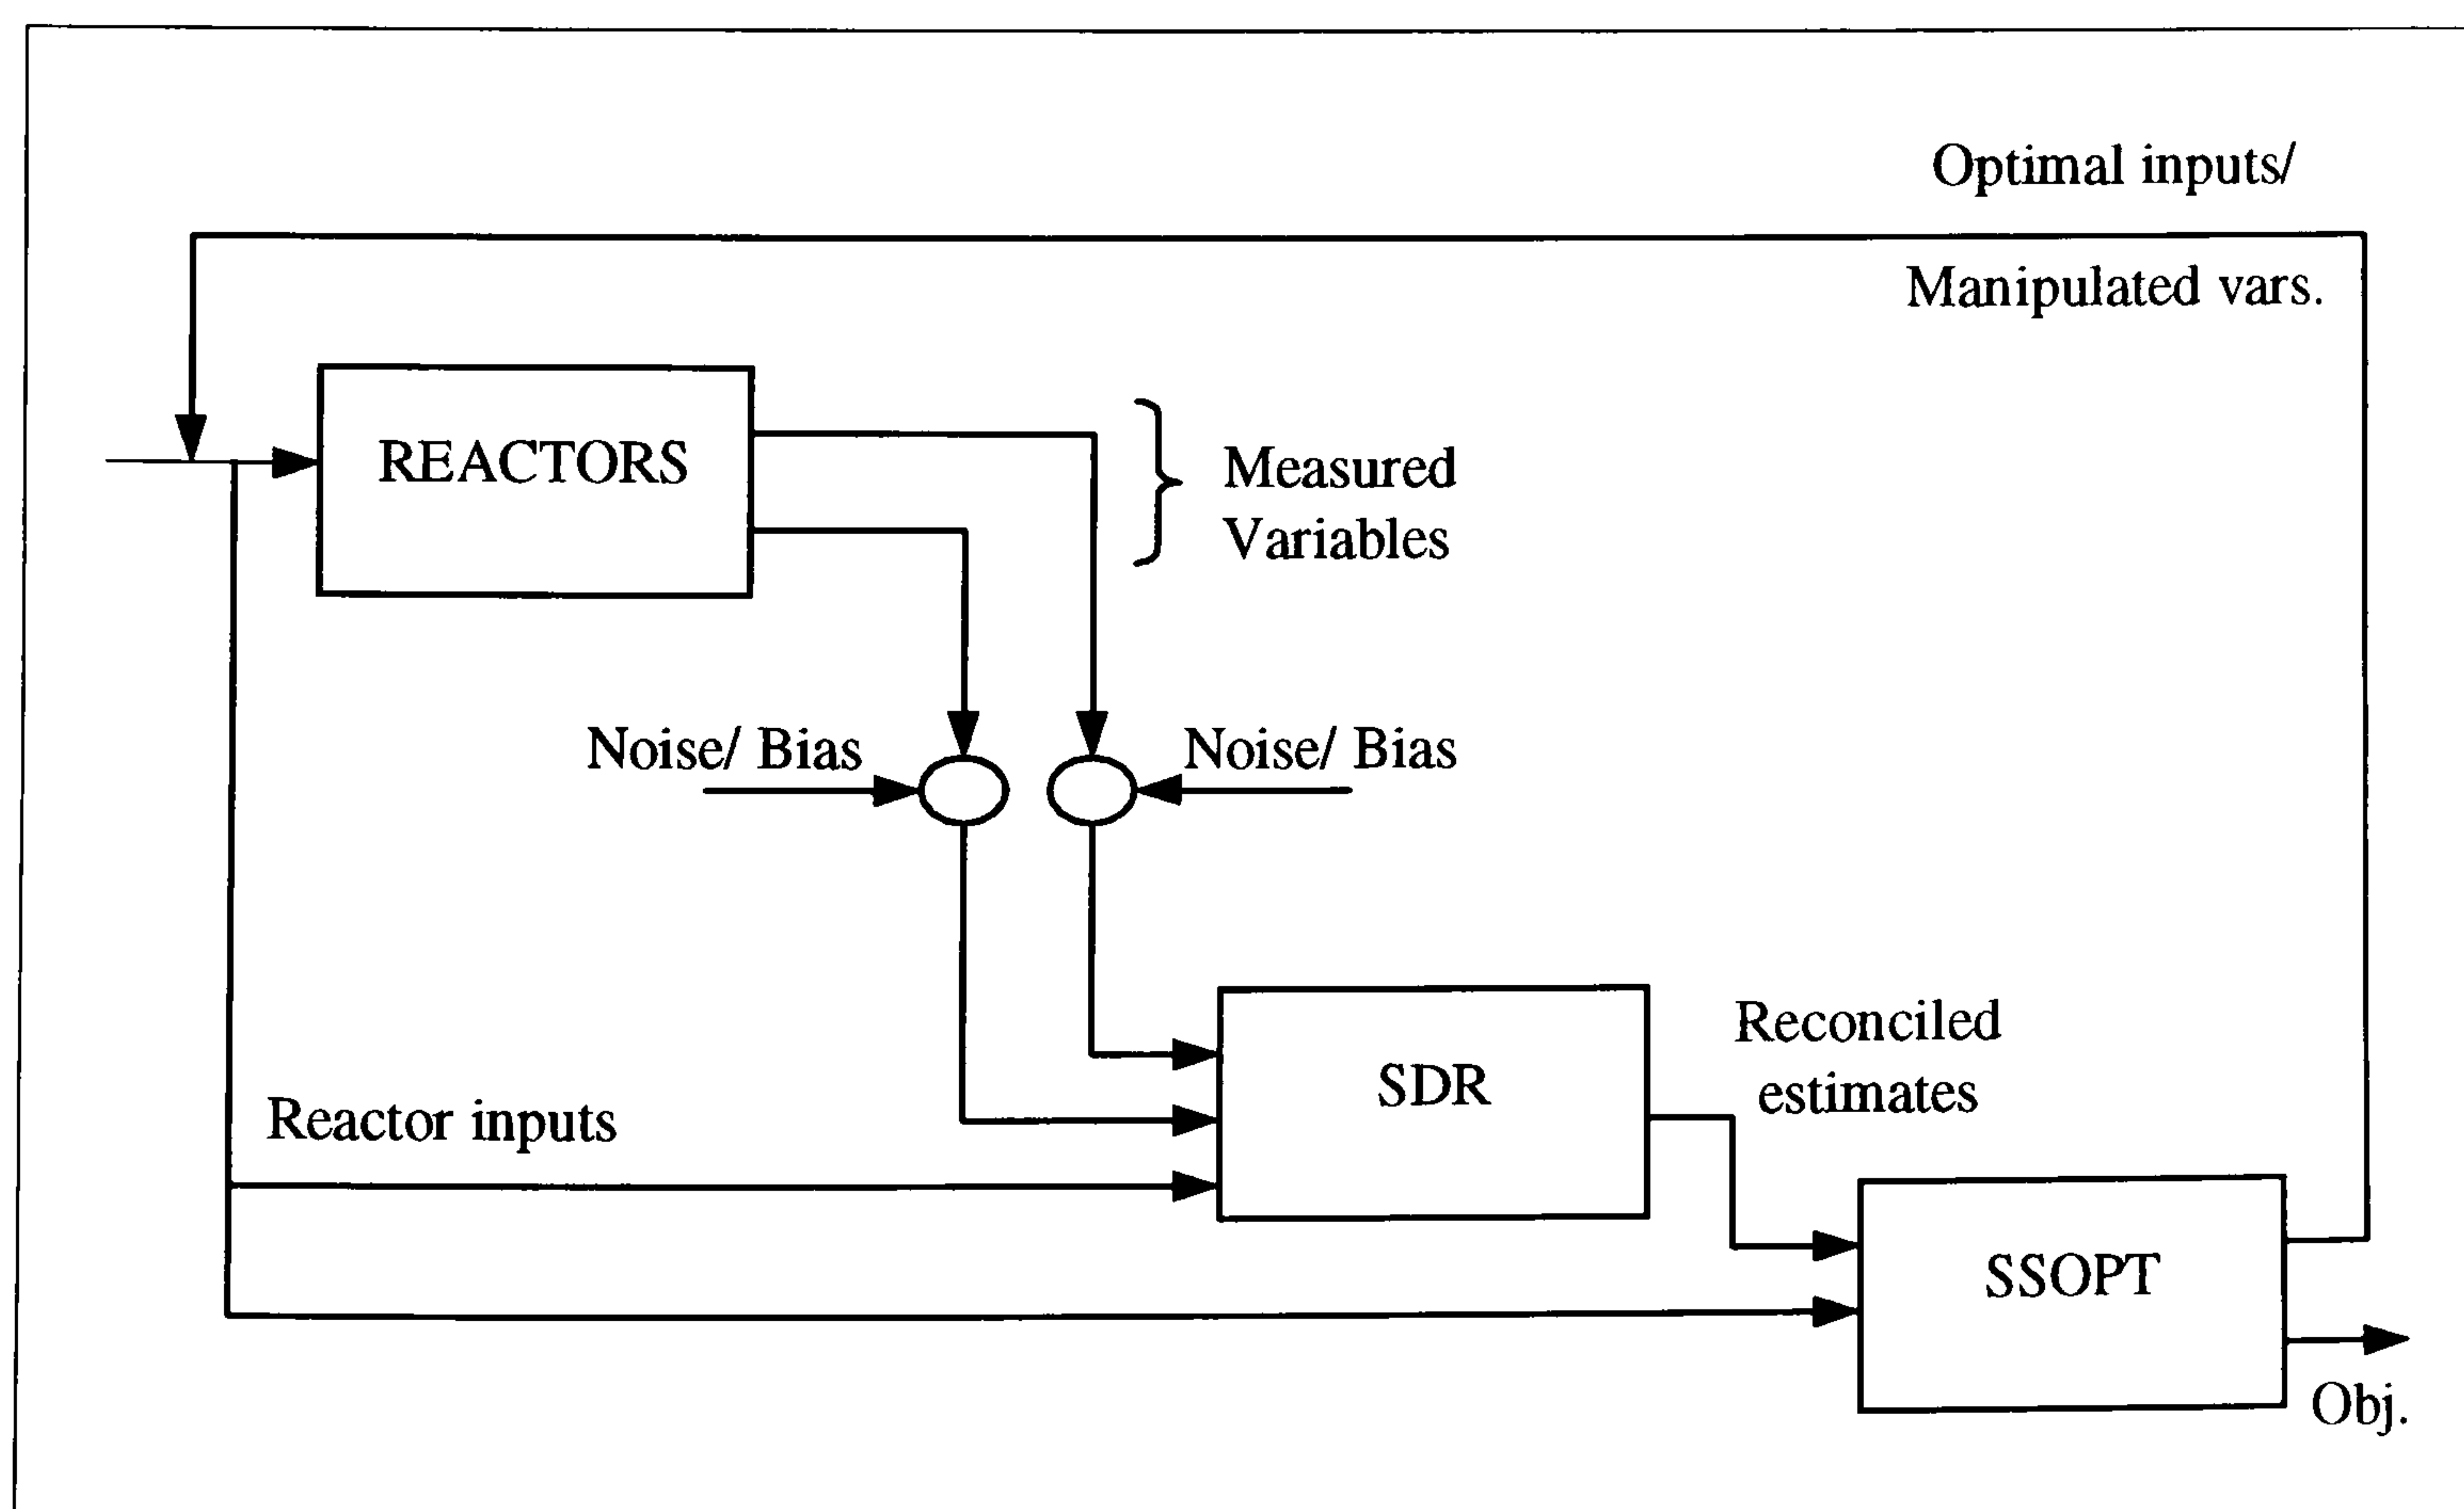 Optimal inputs/
Manipulated vars.
REACTORS
Measured
Variables
Noise/ Bias
Noise/ Bias
Reconciled
estimates
SDR
Reactor inputs
SSOPT
Obj.